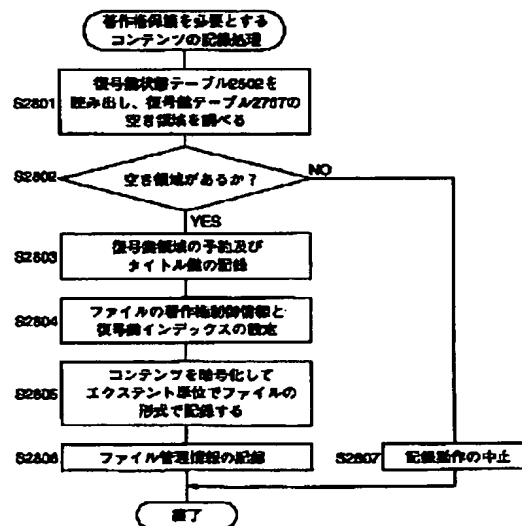 著作権保護を必要とする
コンテンツの記録処理
S2801
復号鍵状態テーブル2502を
読み出し、復号鍵テーブル2767の
空き領域を調べる
S2802
空き領域があるか？
NO
YES
S2803
復号鍵領域の予約及び
タイトル鍵の記録
S2804
ファイルの著作権制御情報と
復号鍵インデックスの設定
S2805
コンテンツを暗号化して
エクステント単位でファイルの
形式で記録する
S2806
ファイル管理情報の記録
S2807
記録動作の中止
終了